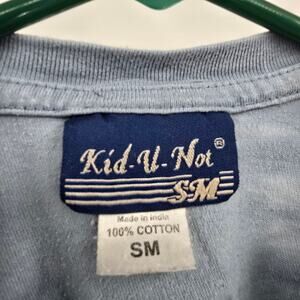 Kid-U-Not®
SM
Made in India
100% COTTON
SM